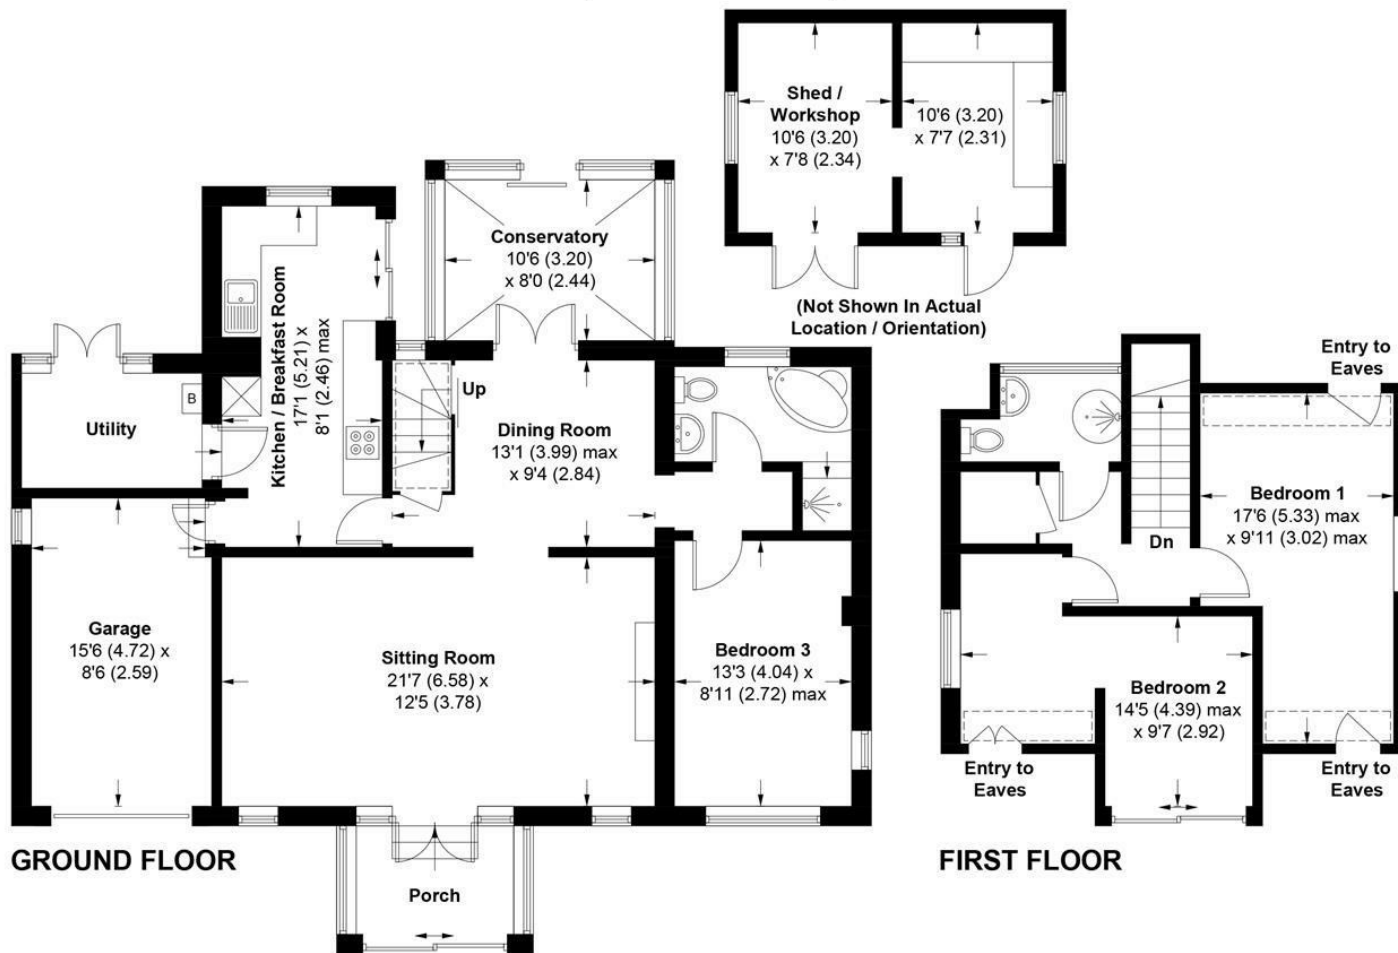 Shed /
Workshop
10'6 (3.20)
x 7'8 (2.34)
10'6 (3.20)
x 7'7 (2.31)
(Not Shown In Actual
Location / Orientation)
Conservatory
10'6 (3.20)
x 8'0 (2.44)
Kitchen / Breakfast Room
17'1 (5.21) x
8'1 (2.46) max
Utility
B
Up
Dining Room
13'1 (3.99) max
x 9'4 (2.84)
Garage
15'6 (4.72) x
8'6 (2.59)
Sitting Room
21'7 (6.58) x
12'5 (3.78)
Bedroom 3
13'3 (4.04) x
8'11 (2.72) max
Porch
GROUND FLOOR
Entry to
Eaves
Bedroom 1
17'6 (5.33) max
x 9'11 (3.02) max
Dn
Bedroom 2
14'5 (4.39) max
x 9'7 (2.92)
Entry to
Eaves
Entry to
Eaves
FIRST FLOOR